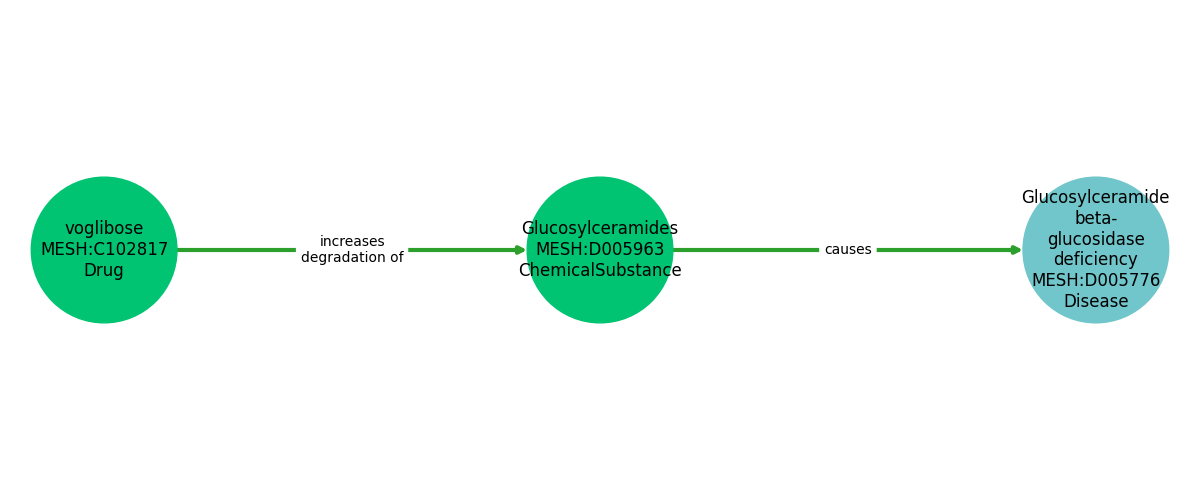 voglibose
MESH:C102817
Drug
increases
degradation of
Glucosylceramides
MESH:D005963
ChemicalSubstance
causes
Glucosylceramide
beta-
glucosidase
deficiency
MESH:D005776
Disease